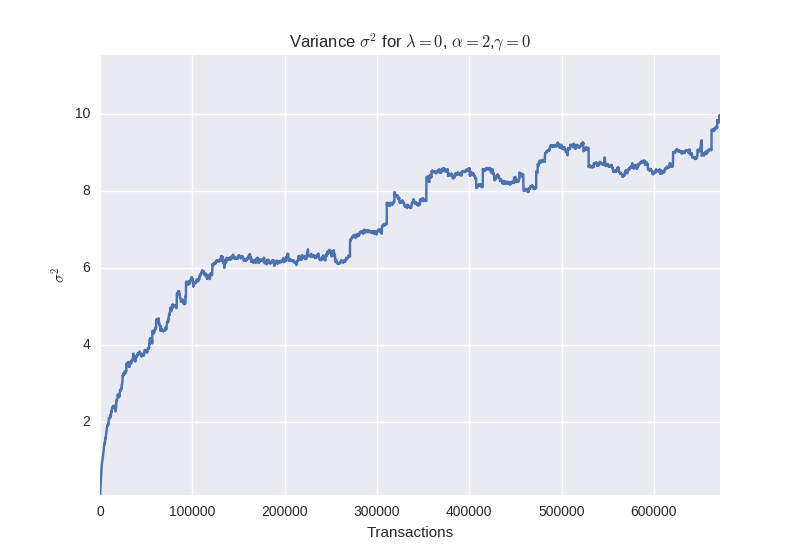 Variance σ² for λ = 0, α = 2,γ = 0
10
8
6
4
2
σ²
0 100000 200000 300000 400000 500000 600000
Transactions